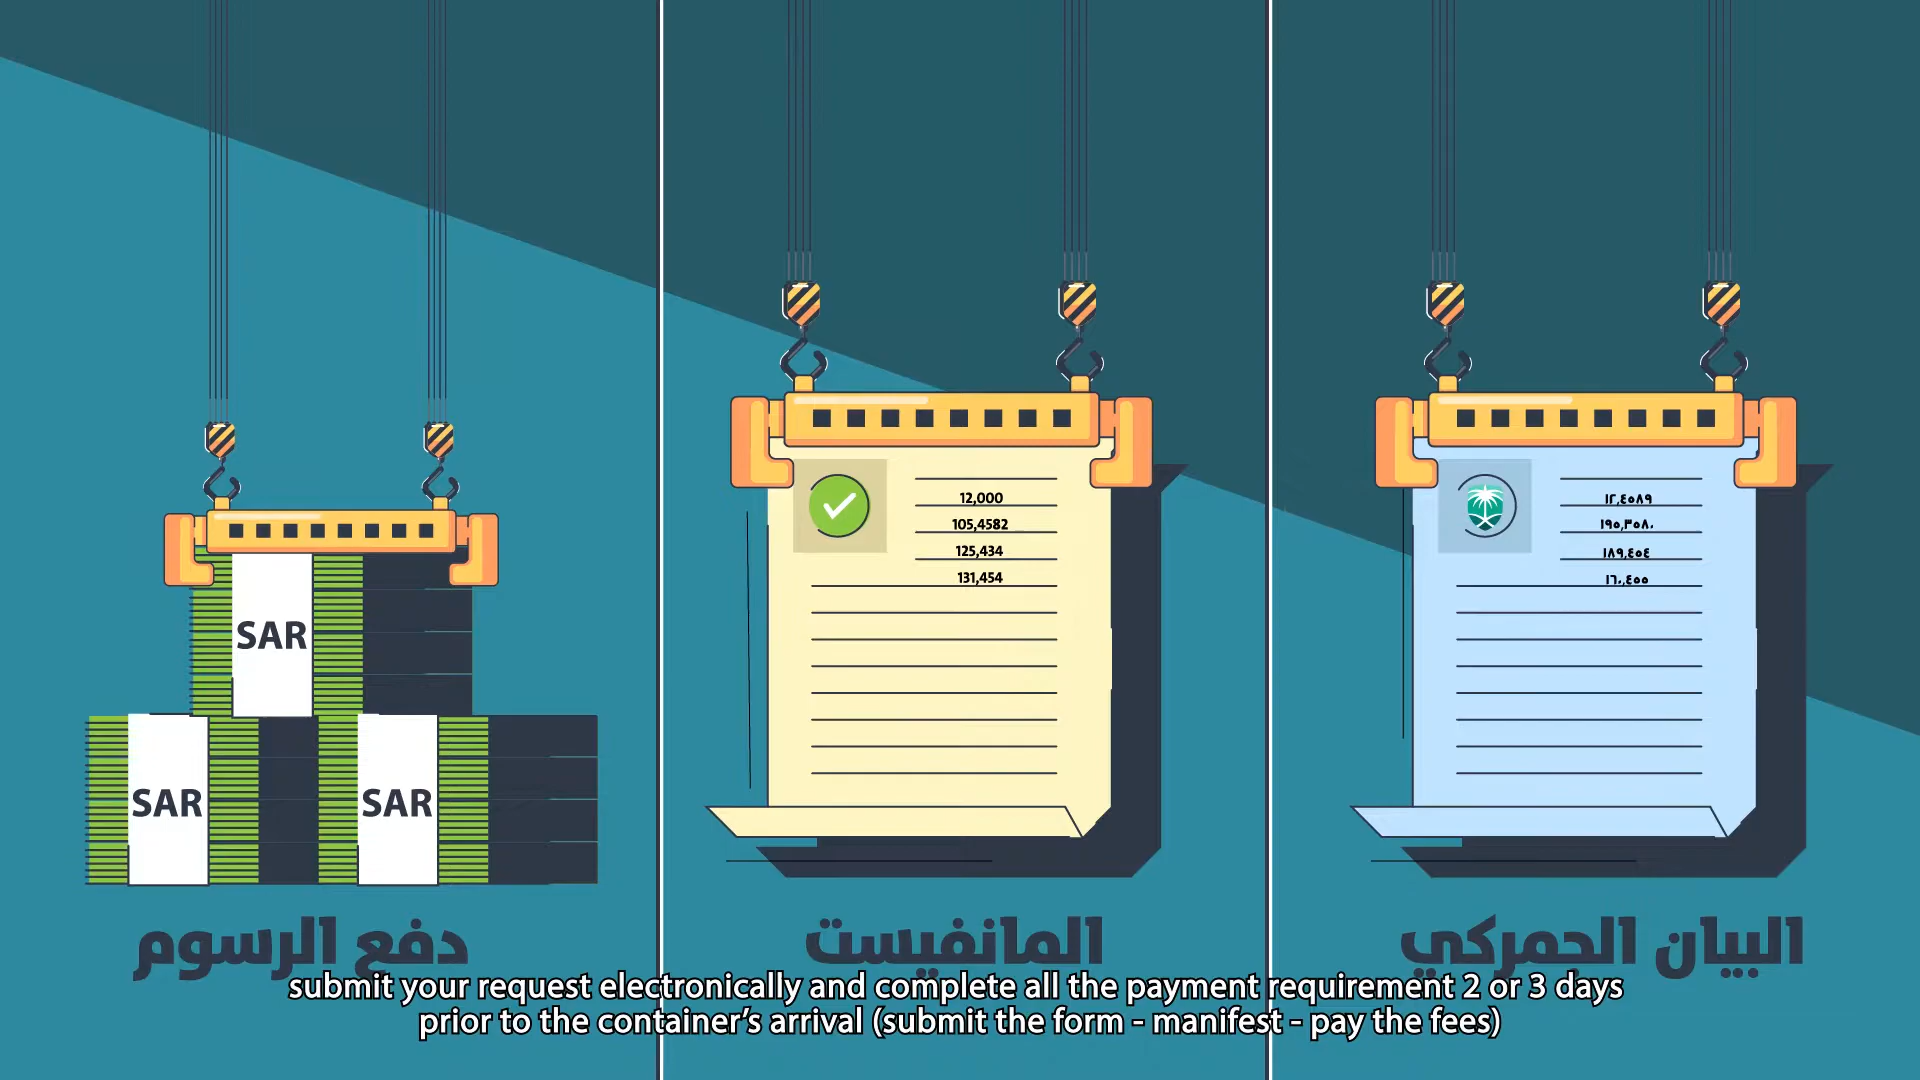 SAR
SAR
SAR
دفع الرسوم
12,000
105,4582
125,434
131,454
المانفيست
١٢,٤٥٨٩
١٩٥,٣٥٨٠
١٨٩,٤٥٤
١٦٠,٤٥٥
البيان الجمركي
submit your request electronically and complete all the payment requirement 2 or 3 days
prior to the container’s arrival (submit the form - manifest - pay the fees)